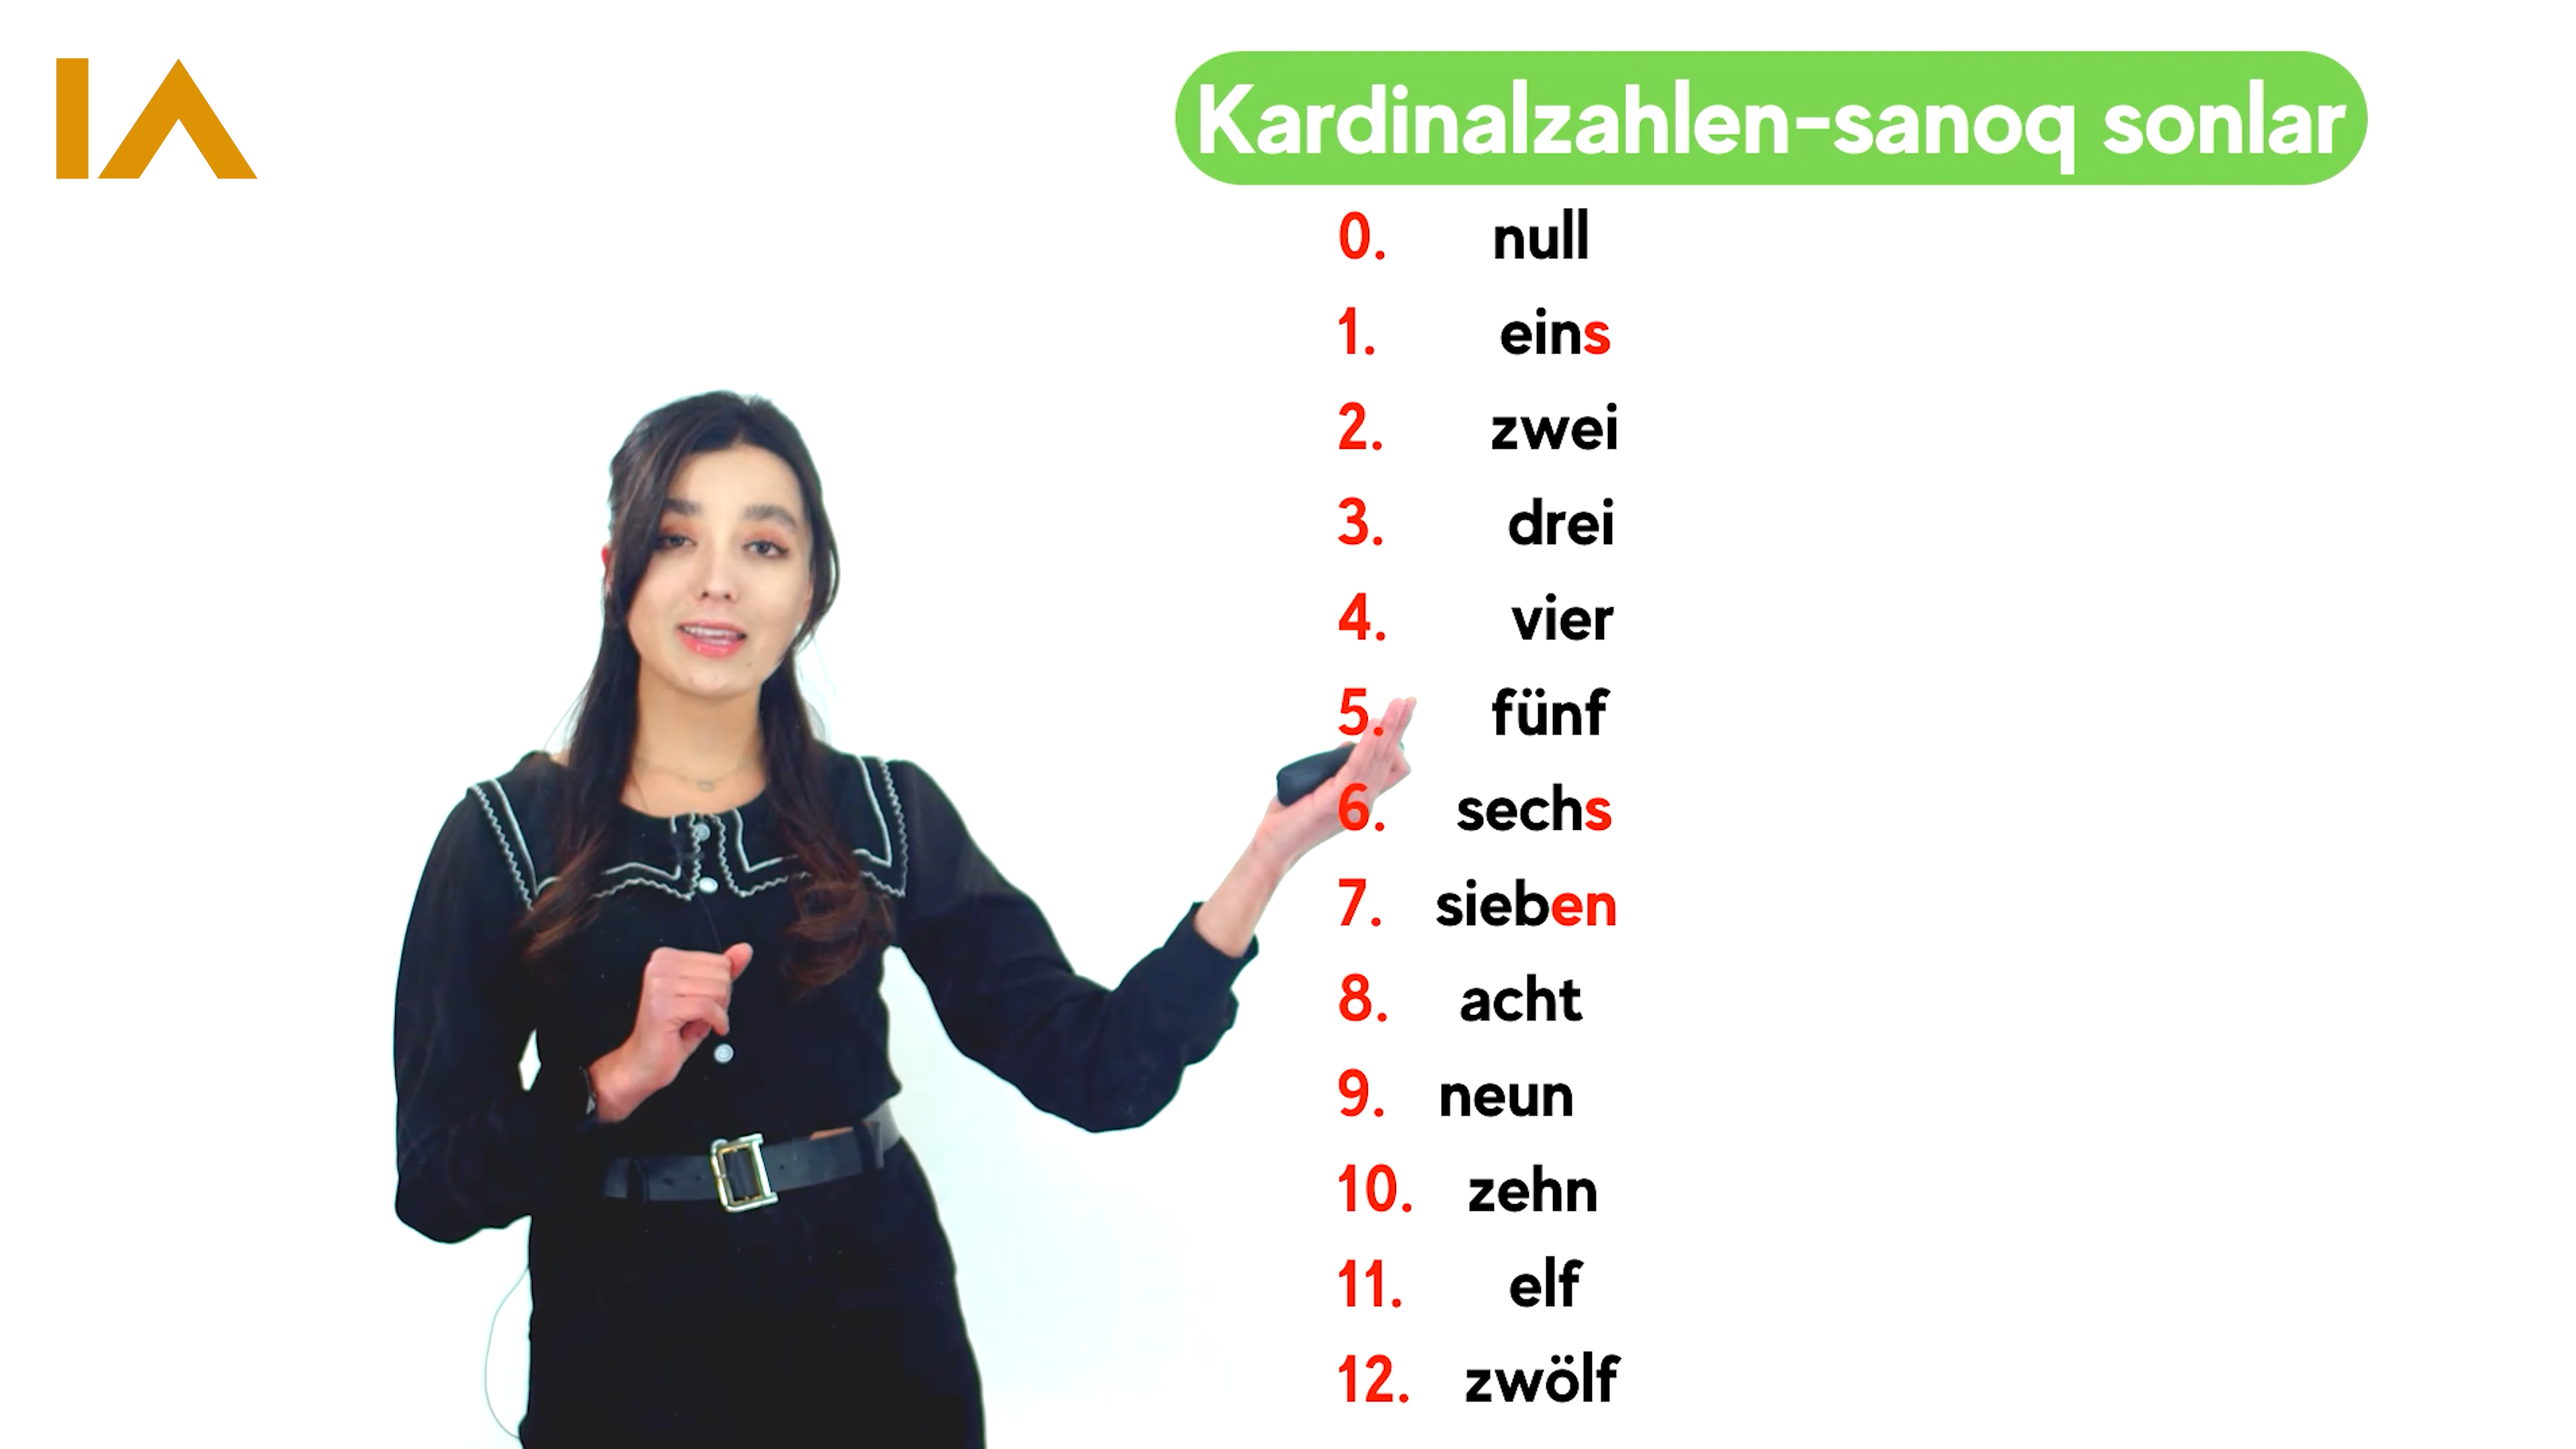 IA
Kardinalzahlen-sanoq sonlar
0. null
1. eins
2. zwei
3. drei
4. vier
5. fünf
6. sechs
7. sieben
8. acht
9. neun
10. zehn
11. elf
12. zwölf